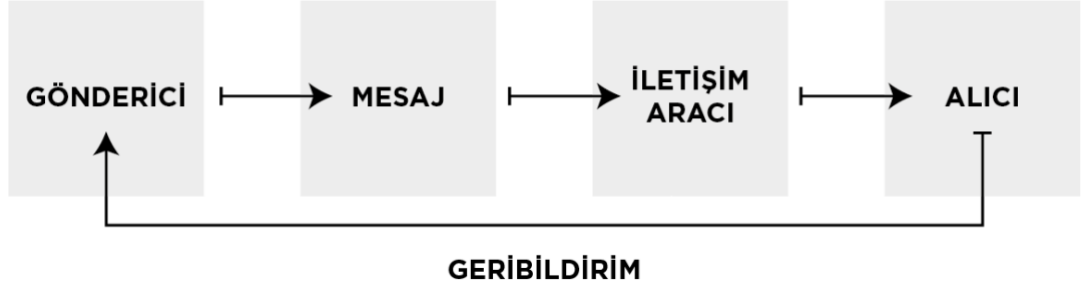 GÖNDERİCİ
MESAJ
İLETİŞİM
ARACI
ALICI
GERİBİLDİRİM